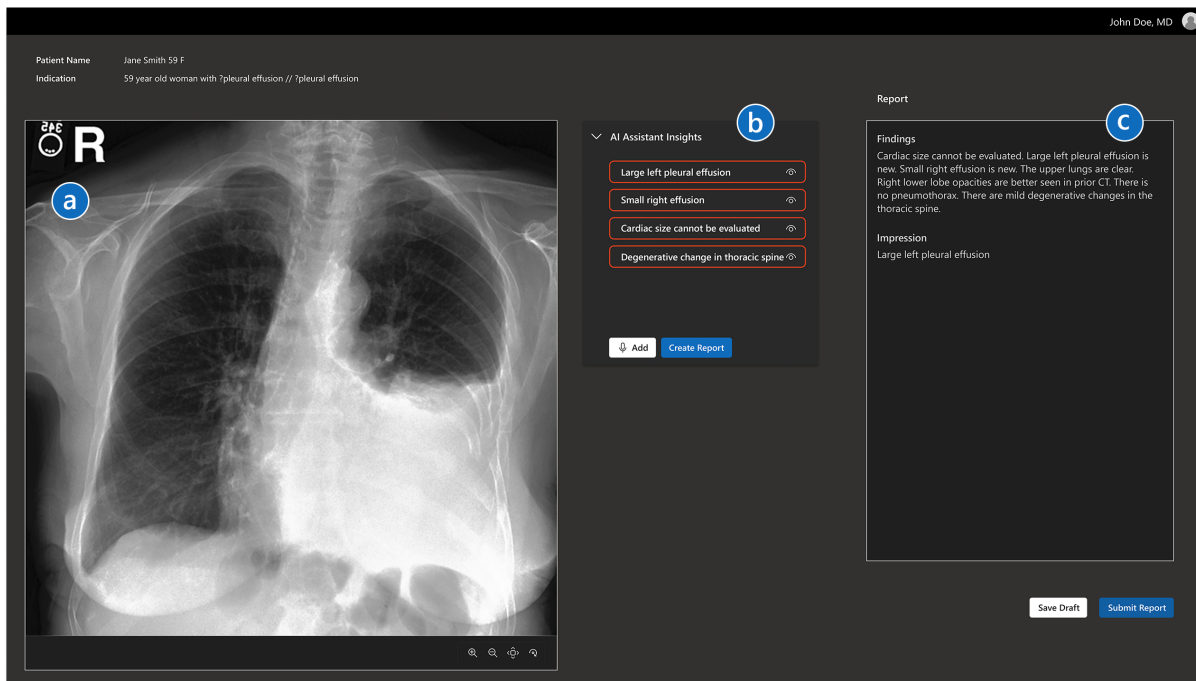 John Doe, MD
Patient Name Jane Smith 59 F
Indication 59 year old woman with ?pleural effusion // ?pleural effusion
R
a
b
AI Assistant Insights
Large left pleural effusion
Small right effusion
Cardiac size cannot be evaluated
Degenerative change in thoracic spine
Add Create Report
Report
c
Findings
Cardiac size cannot be evaluated. Large left pleural effusion is
new. Small right effusion is new. The upper lungs are clear.
Right lower lobe opacities are better seen in prior CT. There is
no pneumothorax. There are mild degenerative changes in the
thoracic spine.
Impression
Large left pleural effusion
Save Draft Submit Report